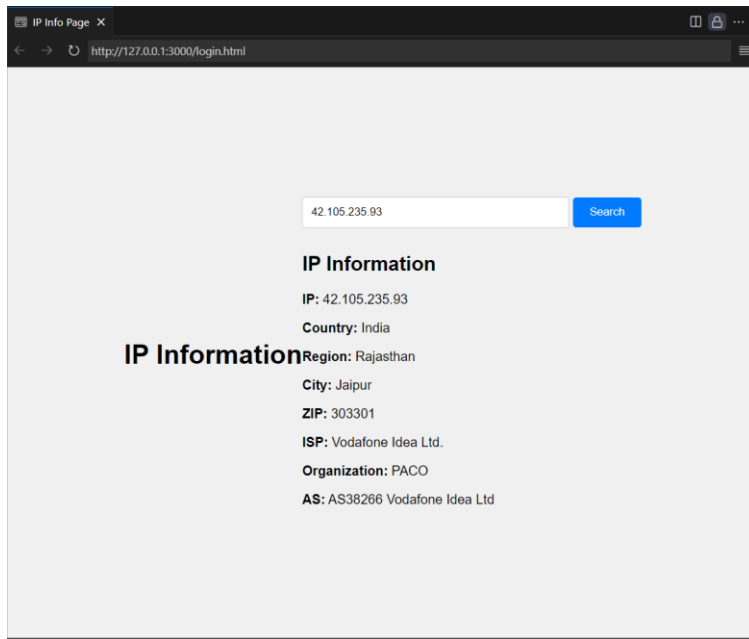 IP Info Page
http://127.0.0.1:3000/login.html
42.105.235.93
Search
IP Information
IP: 42.105.235.93
Country: India
IP Information
Region: Rajasthan
City: Jaipur
ZIP: 303301
ISP: Vodafone Idea Ltd.
Organization: PACO
AS: AS38266 Vodafone Idea Ltd